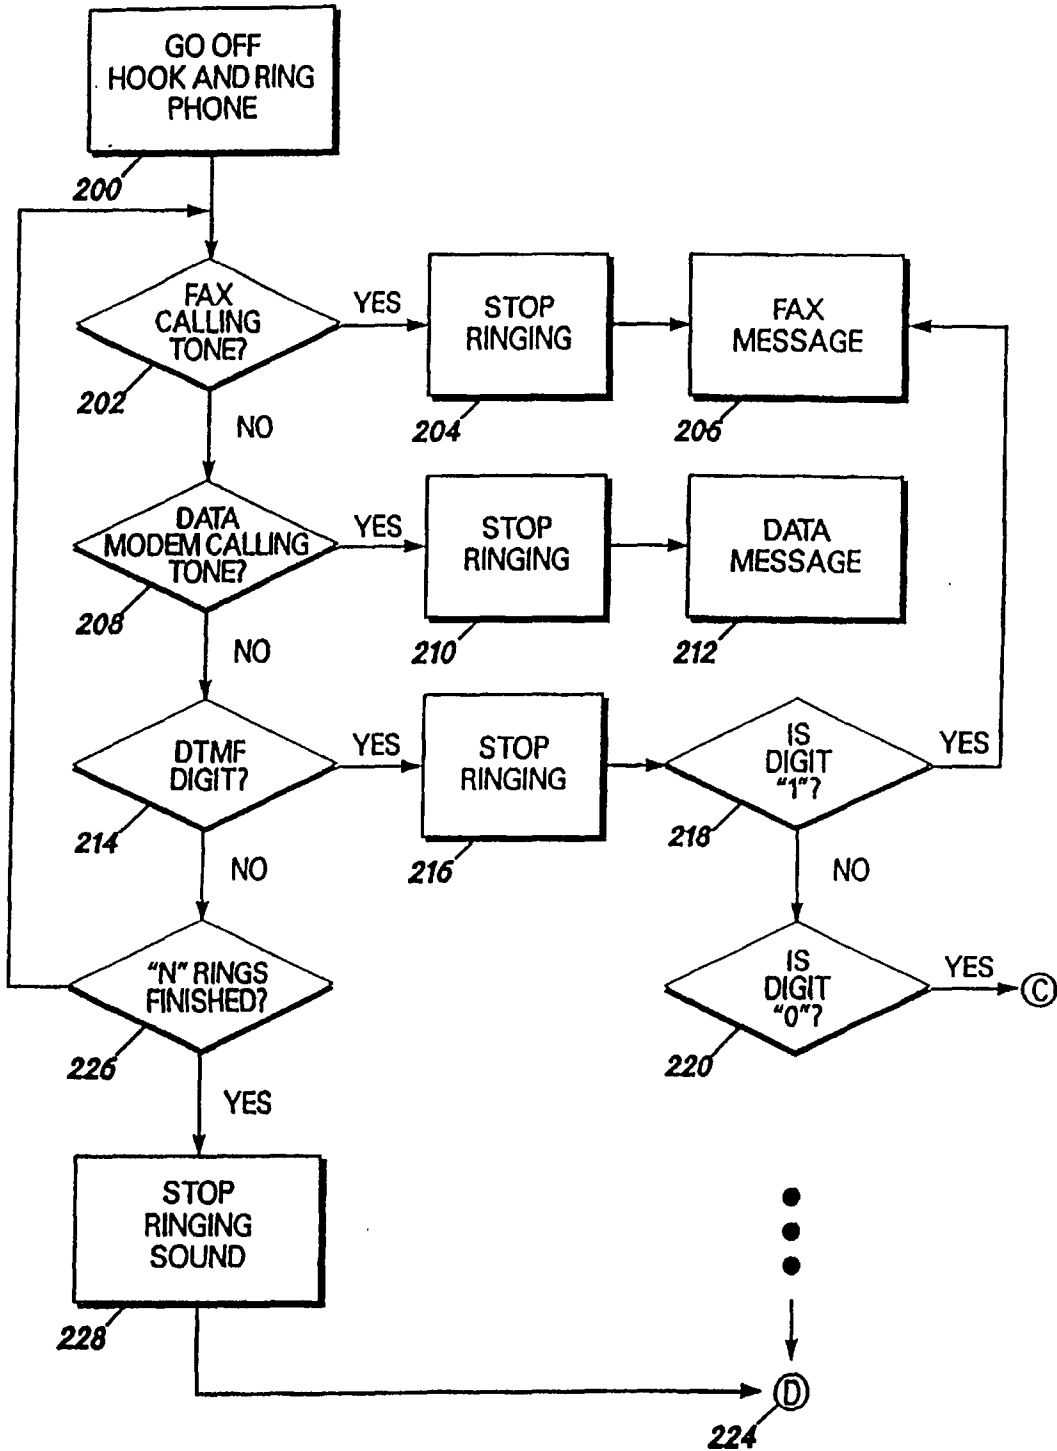 GO OFF
HOOK AND RING
PHONE
200
FAX
CALLING
TONE?
202
YES
STOP
RINGING
204
FAX
MESSAGE
206
NO
DATA
MODEM CALLING
TONE?
208
YES
STOP
RINGING
210
DATA
MESSAGE
212
NO
DTMF
DIGIT?
214
YES
STOP
RINGING
216
IS
DIGIT
"1"?
218
YES
NO
NO
"N" RINGS
FINISHED?
226
IS
DIGIT
"0"?
220
YES
C
YES
STOP
RINGING
SOUND
228
D
224